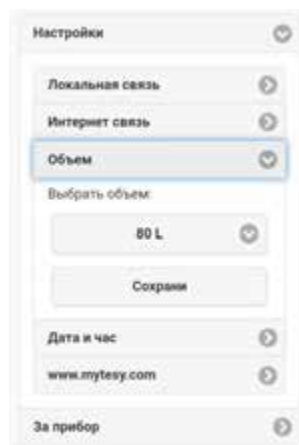 Настройки
Локальная связь
Интернет связь
Объем
Выбрать объем:
80 L
Сохрани
Дата и час
www.mytesy.com
За прибор